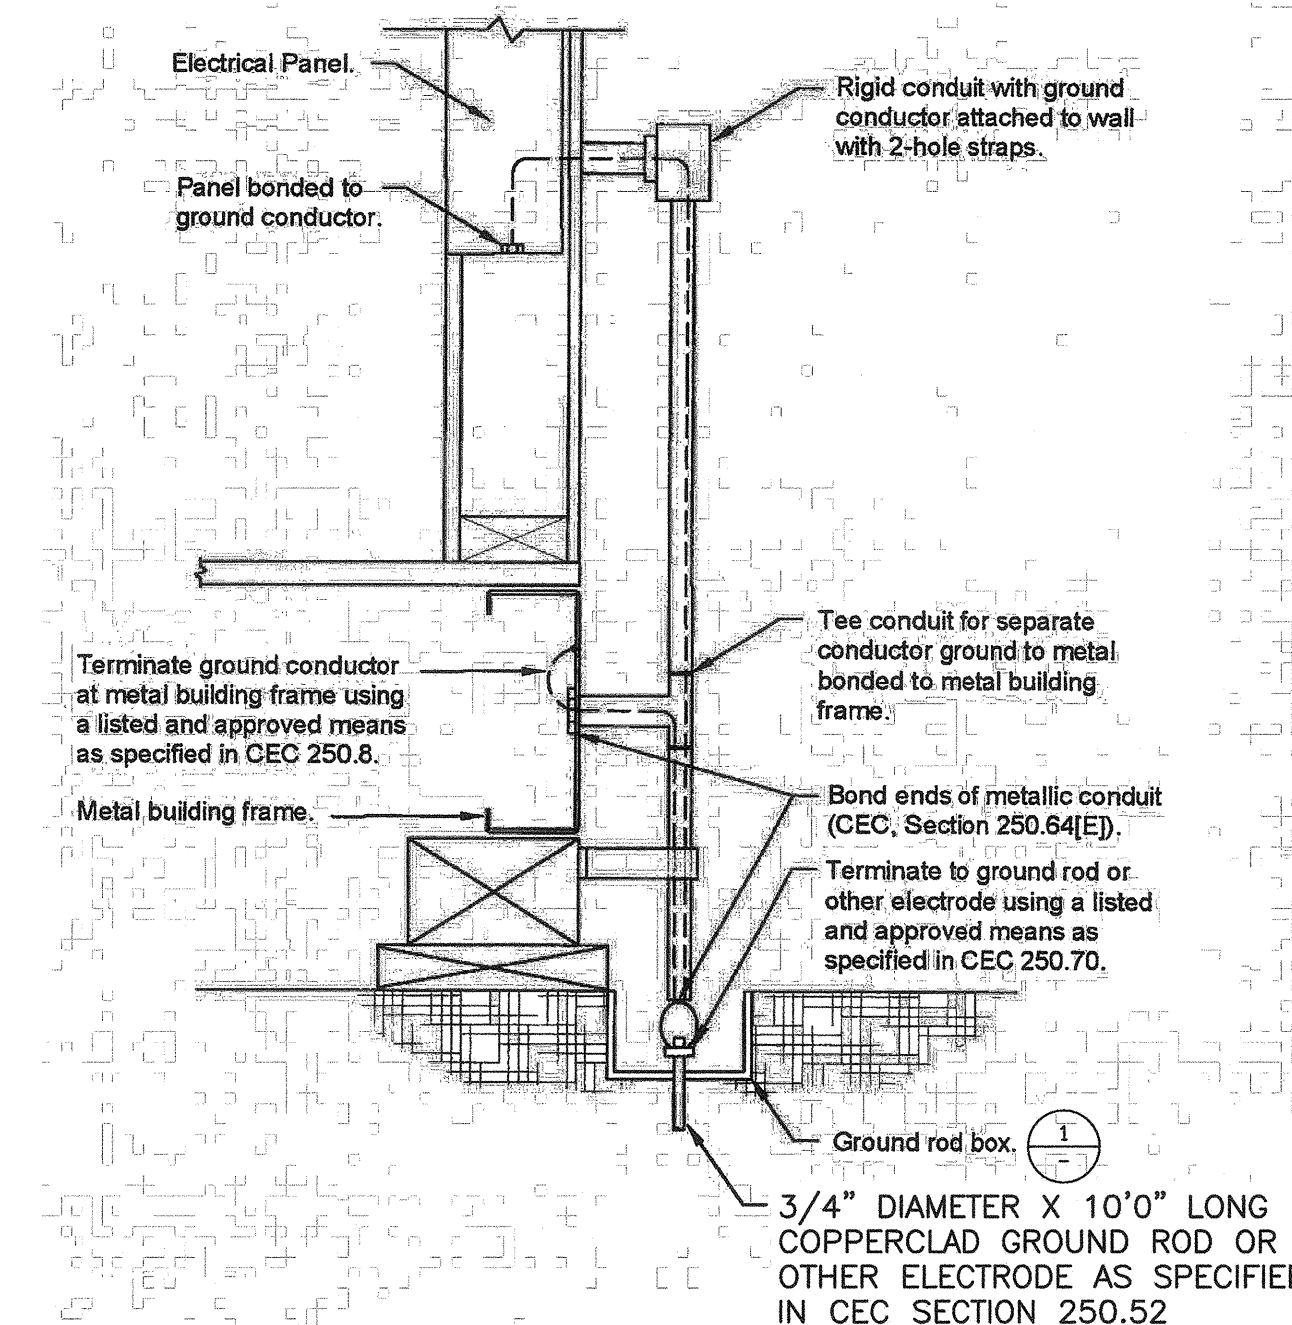 Electrical Panel.
Rigid conduit with ground
conductor attached to wall
with 2-hole straps.
Panel bonded to
ground conductor.
Tee conduit for separate
conductor ground to metal
bonded to metal building
frame.
Terminate ground conductor
at metal building frame using
a listed and approved means
as specified in CEC 250.8.
Metal building frame.
Bond ends of metallic conduit
(CEC, Section 250.64[E]).
Terminate to ground rod or
other electrode using a listed
and approved means as
specified in CEC 250.70.
Ground rod box.
1
-
3/4" DIAMETER X 10'0" LONG
COPPERCLAD GROUND ROD OR
OTHER ELECTRODE AS SPECIFIE
IN CEC SECTION 250.52